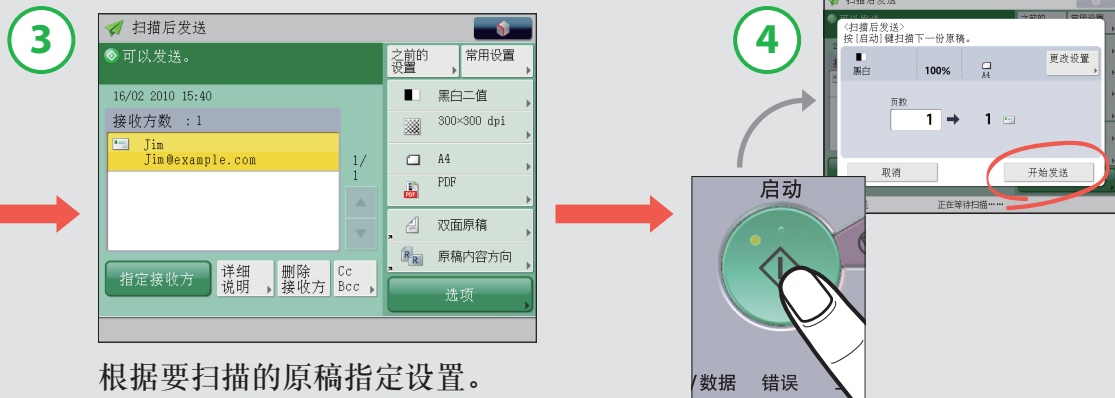 3
扫描后发送
可以发送。
16/02 2010 15:40
接收方数 : 1
Jim
Jim@example.com
1/
1
指定接收方
详细
说明
删除
接收方
Cc
Bcc
之前的
设置
常用设置
黑白二值
300×300 dpi
A4
PDF
PDF
双面原稿
R R
原稿内容方向
选项
根据要扫描的原稿指定设置。
4
扫描后发送
<扫描后发送>
按[启动]键扫描下一份原稿。
黑白
100%
A4
更改设置
页数
1 → 1
取消
开始发送
正在等待扫描……
启动
/数据 错误